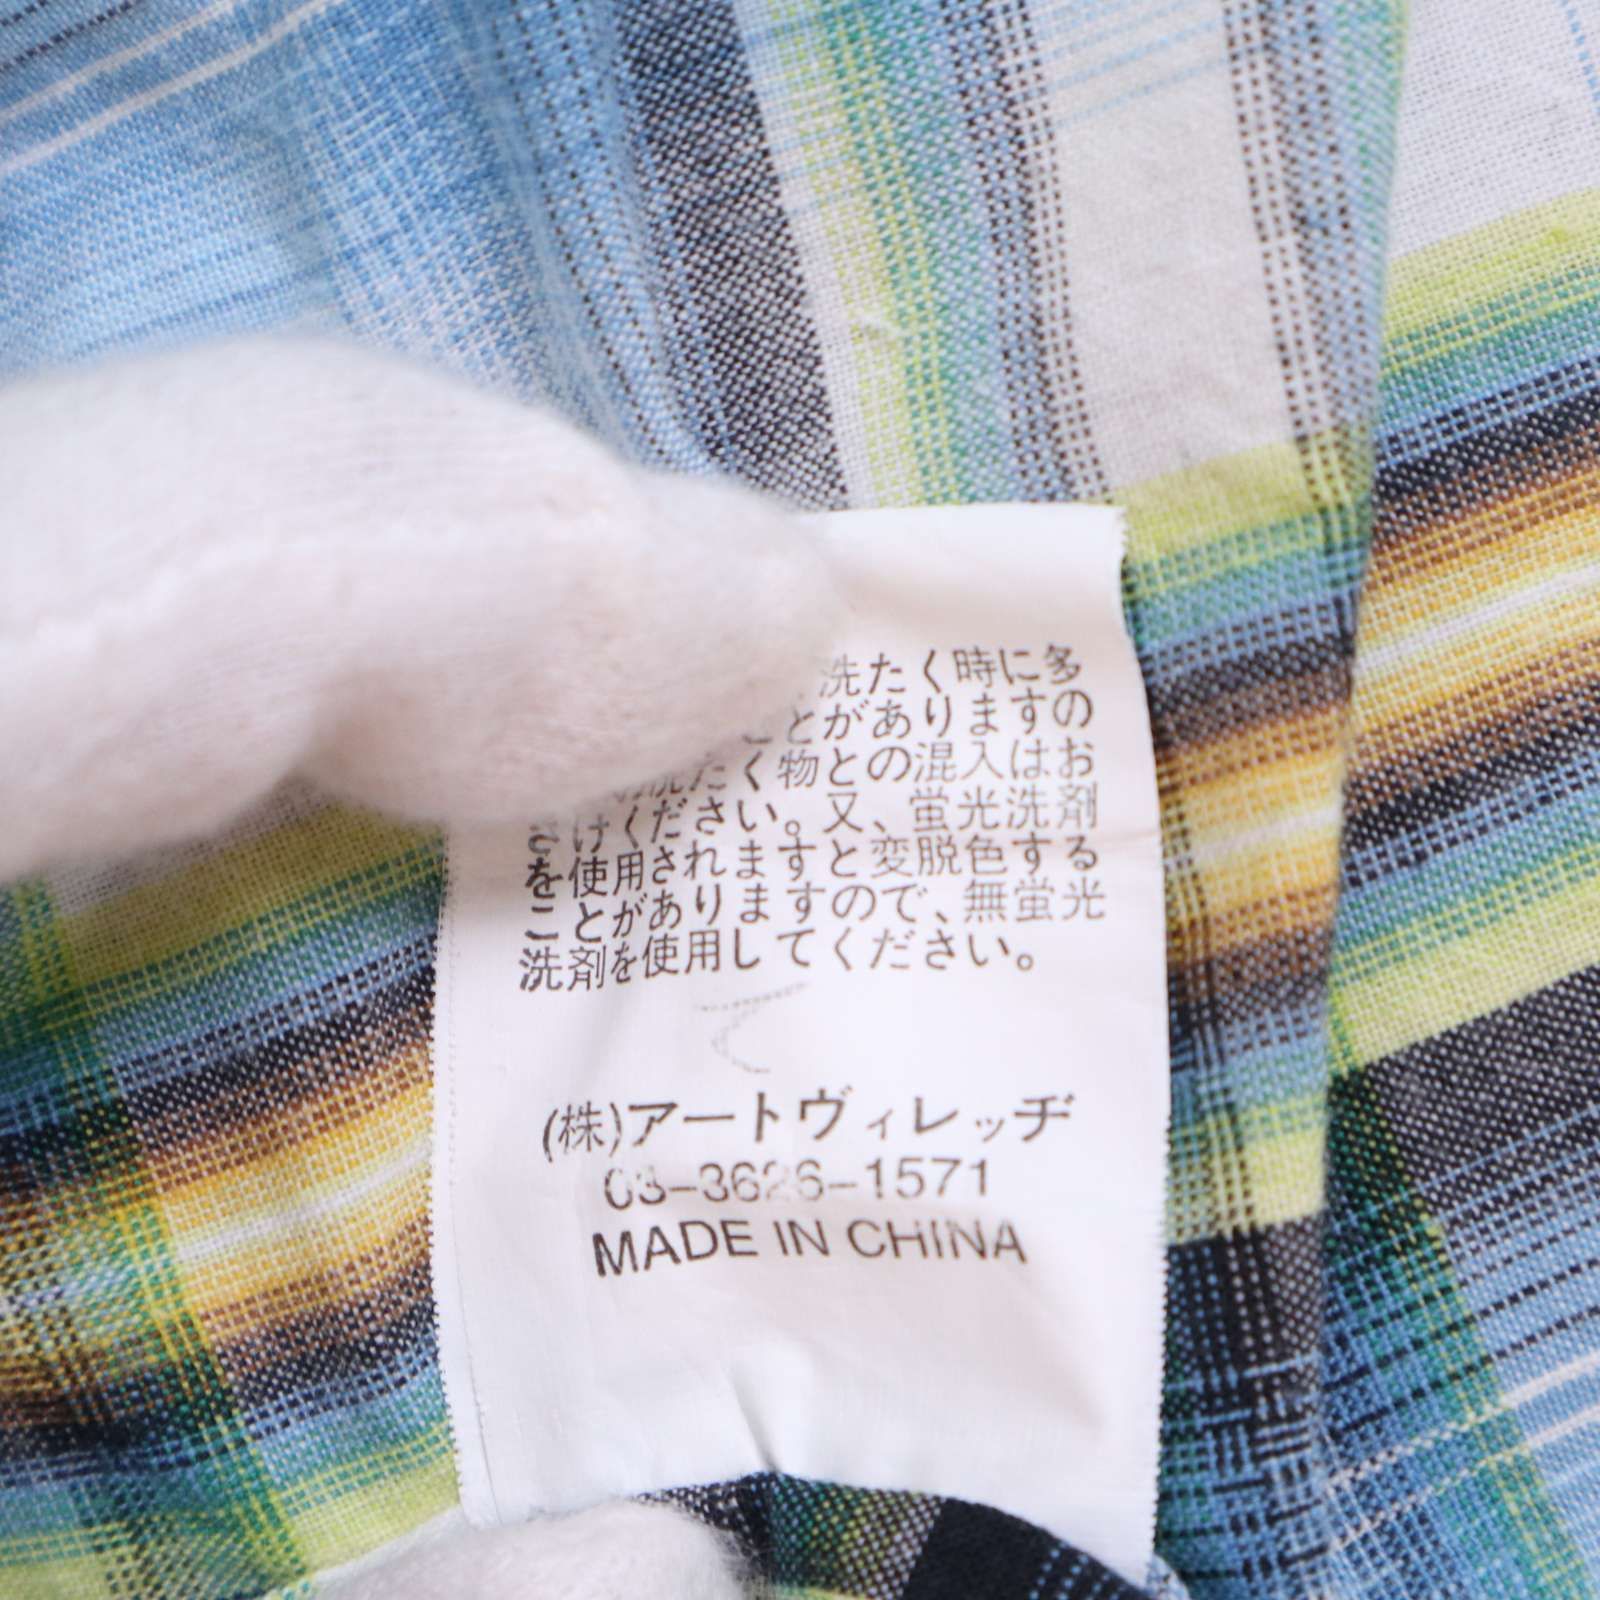 洗たく時に多
ことがありますの
洗たく物との混入はお
さけください。又、蛍光洗剤
を使用されますと変脱色する
ことがありますので、無蛍光
洗剤を使用してください。
(株)アートヴィレッヂ
03-3626-1571
MADE IN CHINA